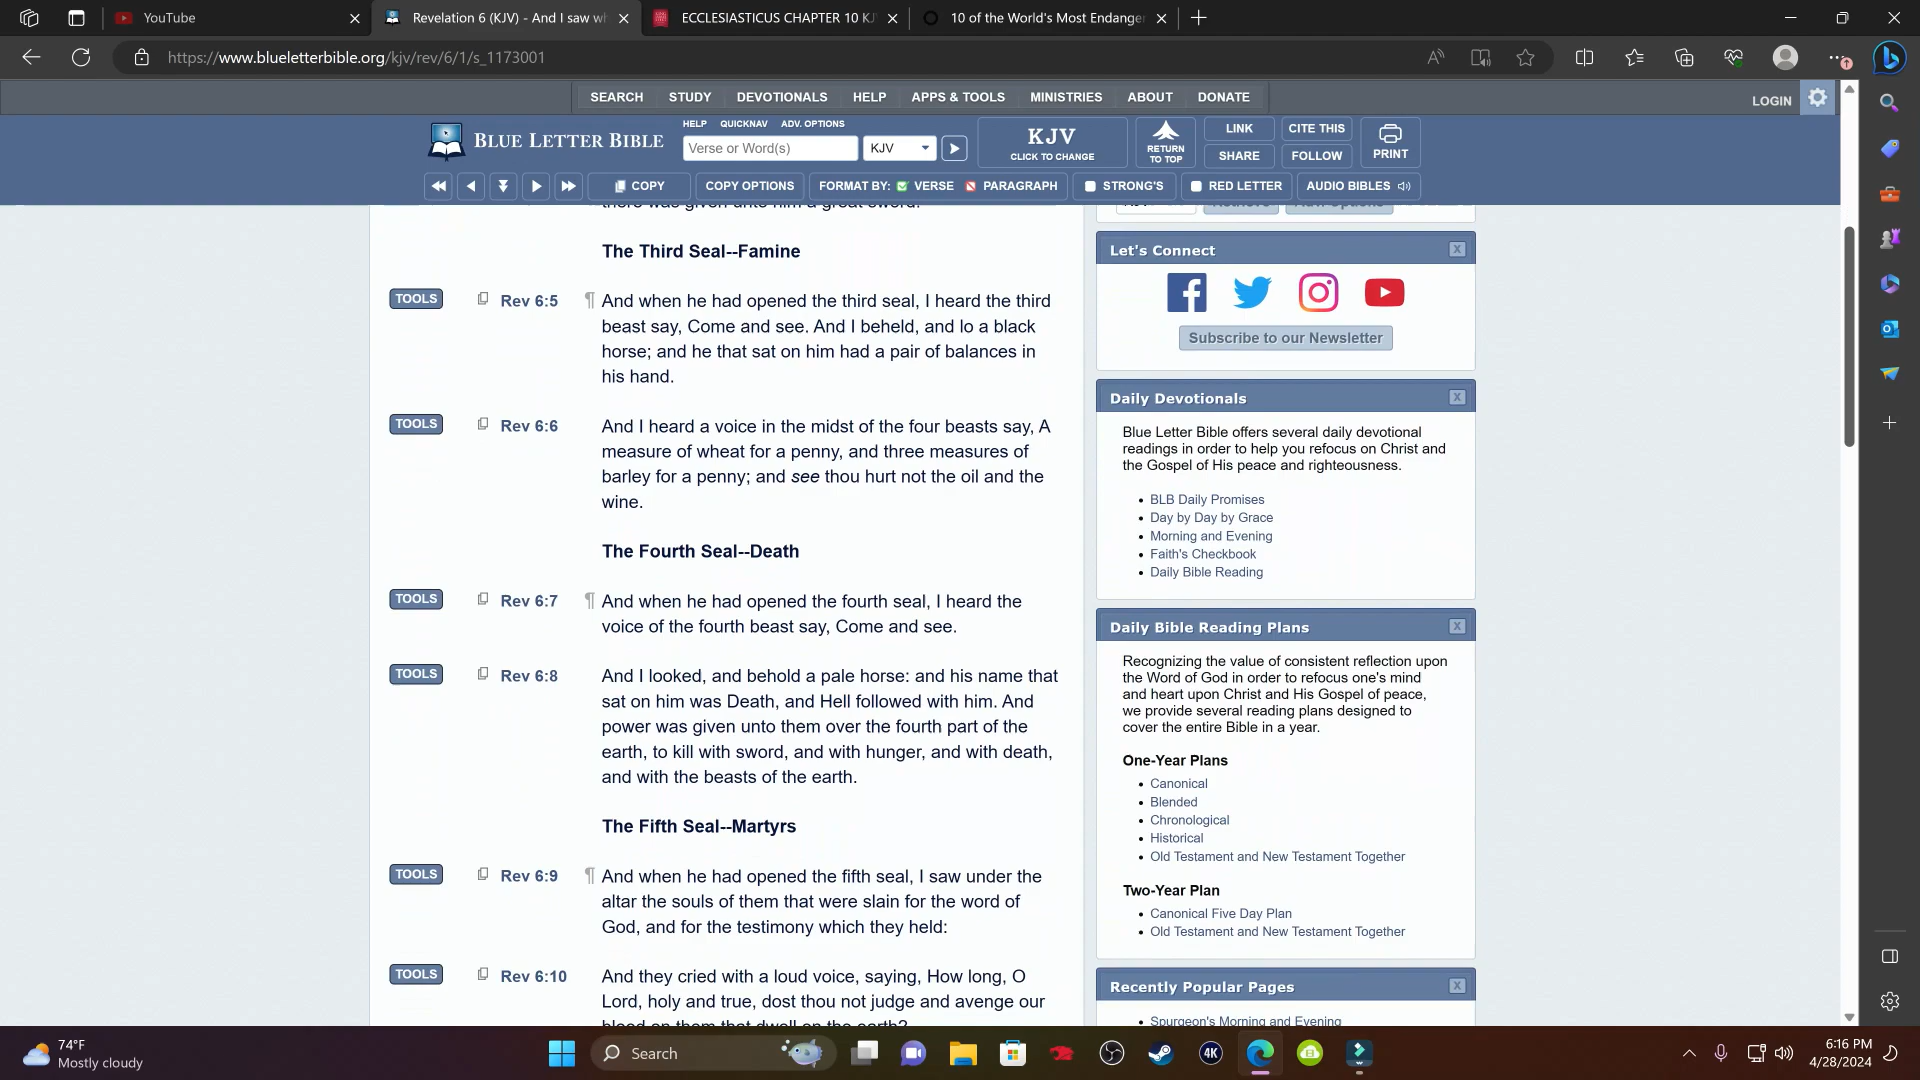 YouTube
Revelation 6 (KJV) - And I saw wh
ECCLESIASTICUS CHAPTER 10 KJ
10 of the World's Most Endanger
https://www.blueletterbible.org/kjv/rev/6/1/s_1173001
SEARCH STUDY DEVOTIONALS HELP APPS & TOOLS MINISTRIES ABOUT DONATE
LOGIN
BLUE LETTER BIBLE
HELP QUICKNAV ADV. OPTIONS
Verse or Word(s)
KJV
KJV
CLICK TO CHANGE
RETURN
TO TOP
LINK
CITE THIS
SHARE
FOLLOW
PRINT
COPY COPY OPTIONS FORMAT BY: VERSE PARAGRAPH STRONG'S RED LETTER AUDIO BIBLES
there was given unto him a great sword.
The Third Seal--Famine
TOOLS Rev 6:5 ¶ And when he had opened the third seal, I heard the third
beast say, Come and see. And I beheld, and lo a black
horse; and he that sat on him had a pair of balances in
his hand.
TOOLS Rev 6:6 And I heard a voice in the midst of the four beasts say, A
measure of wheat for a penny, and three measures of
barley for a penny; and see thou hurt not the oil and the
wine.
The Fourth Seal--Death
TOOLS Rev 6:7 ¶ And when he had opened the fourth seal, I heard the
voice of the fourth beast say, Come and see.
TOOLS Rev 6:8 And I looked, and behold a pale horse: and his name that
sat on him was Death, and Hell followed with him. And
power was given unto them over the fourth part of the
earth, to kill with sword, and with hunger, and with death,
and with the beasts of the earth.
The Fifth Seal--Martyrs
TOOLS Rev 6:9 ¶ And when he had opened the fifth seal, I saw under the
altar the souls of them that were slain for the word of
God, and for the testimony which they held:
TOOLS Rev 6:10 And they cried with a loud voice, saying, How long, O
Lord, holy and true, dost thou not judge and avenge our
blood on them that dwell on the earth?
Let's Connect
X
Subscribe to our Newsletter
Daily Devotionals
X
Blue Letter Bible offers several daily devotional
readings in order to help you refocus on Christ and
the Gospel of His peace and righteousness.
• BLB Daily Promises
• Day by Day by Grace
• Morning and Evening
• Faith's Checkbook
• Daily Bible Reading
Daily Bible Reading Plans
X
Recognizing the value of consistent reflection upon
the Word of God in order to refocus one's mind
and heart upon Christ and His Gospel of peace,
we provide several reading plans designed to
cover the entire Bible in a year.
One-Year Plans
• Canonical
• Blended
• Chronological
• Historical
• Old Testament and New Testament Together
Two-Year Plan
• Canonical Five Day Plan
• Old Testament and New Testament Together
Recently Popular Pages
X
• Spurgeon's Morning and Evening
74°F
Mostly cloudy
Search
4K
6:16 PM
4/28/2024